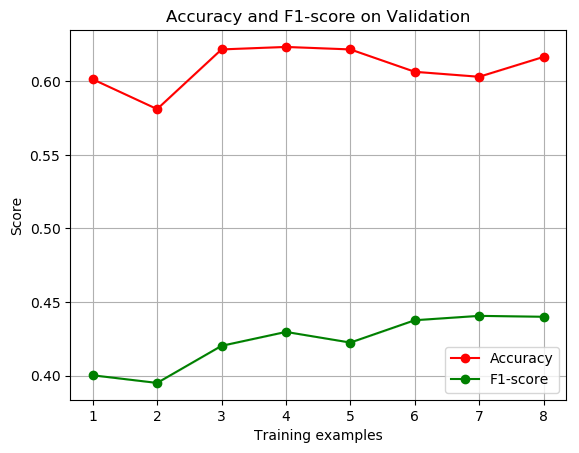 Accuracy and F1-score on Validation
Score
0.60
0.55
0.50
0.45
0.40
Accuracy
F1-score
1 2 3 4 5 6 7 8
Training examples